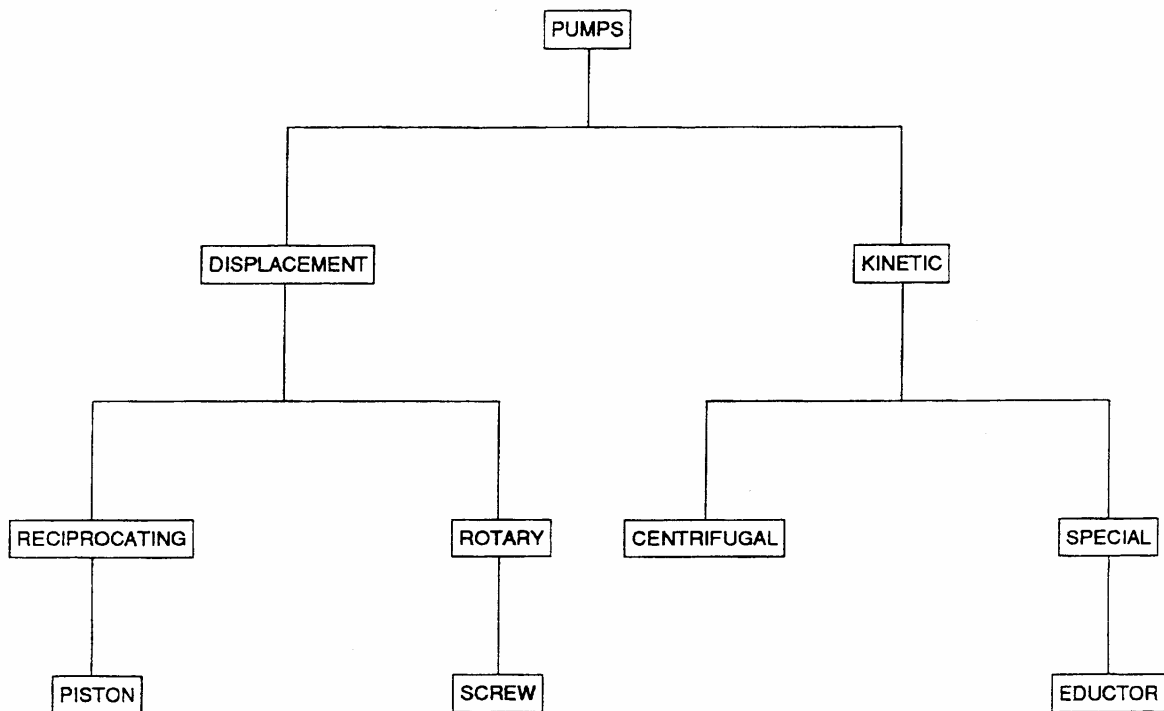 PUMPS
DISPLACEMENT
KINETIC
RECIPROCATING
ROTARY
CENTRIFUGAL
SPECIAL
PISTON
SCREW
EDUCTOR